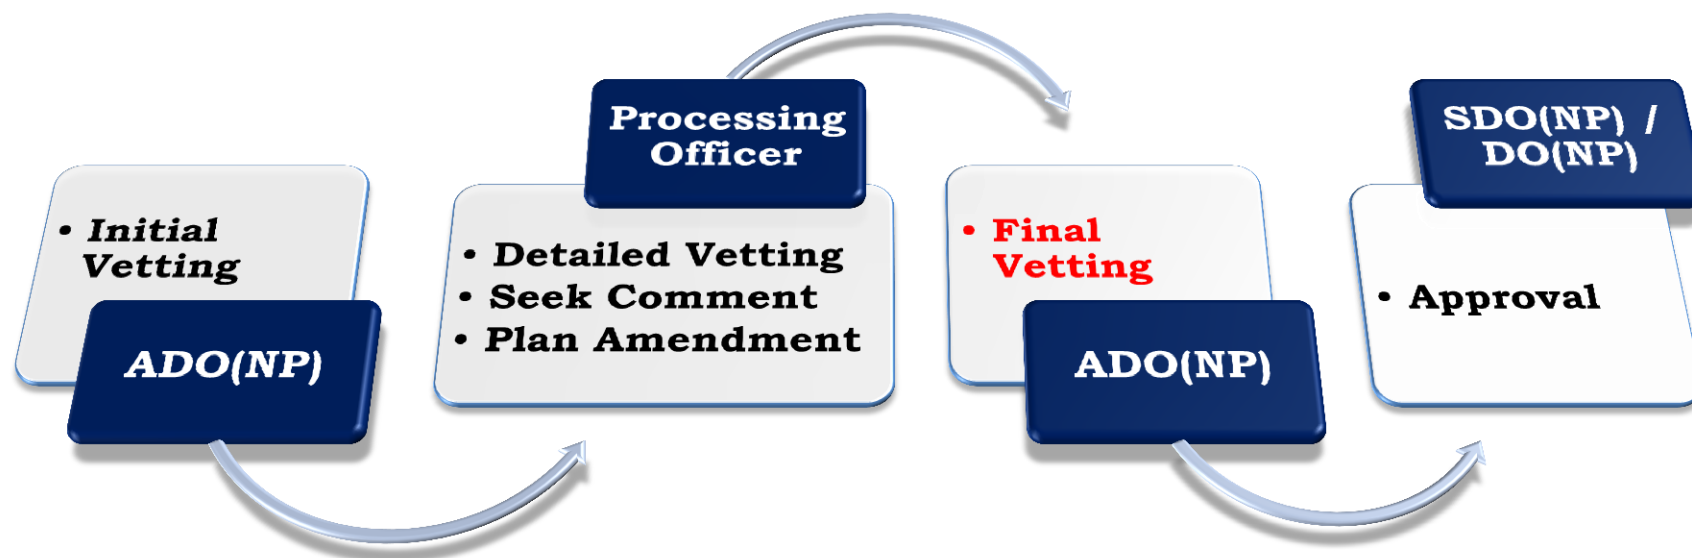 • Initial
Vetting
ADO(NP)
Processing
Officer
• Detailed Vetting
• Seek Comment
• Plan Amendment
• Final
Vetting
ADO(NP)
SDO(NP) /
DO(NP)
• Approval